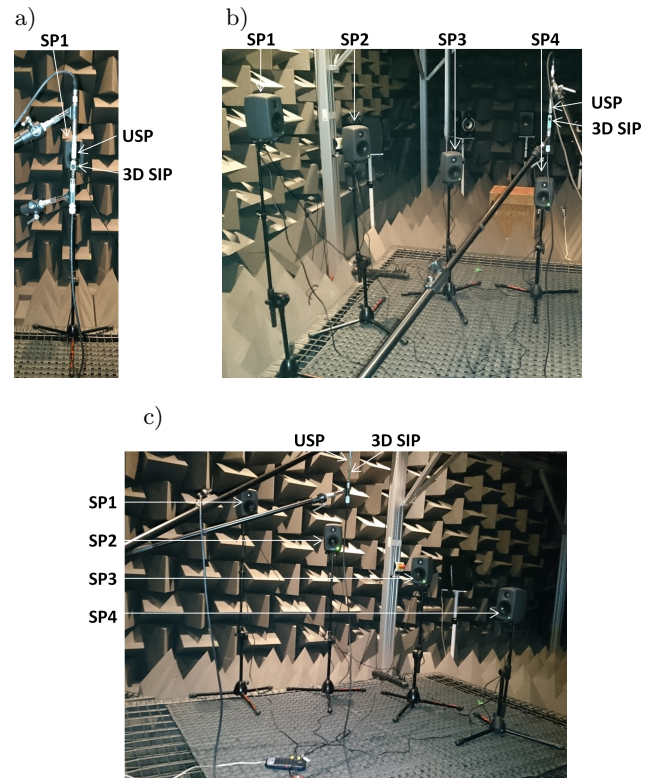 a)
SP1
USP
3D SIP
b)
SP1 SP2 SP3 SP4
USP
3D SIP
c)
USP 3D SIP
SP1
SP2
SP3
SP4